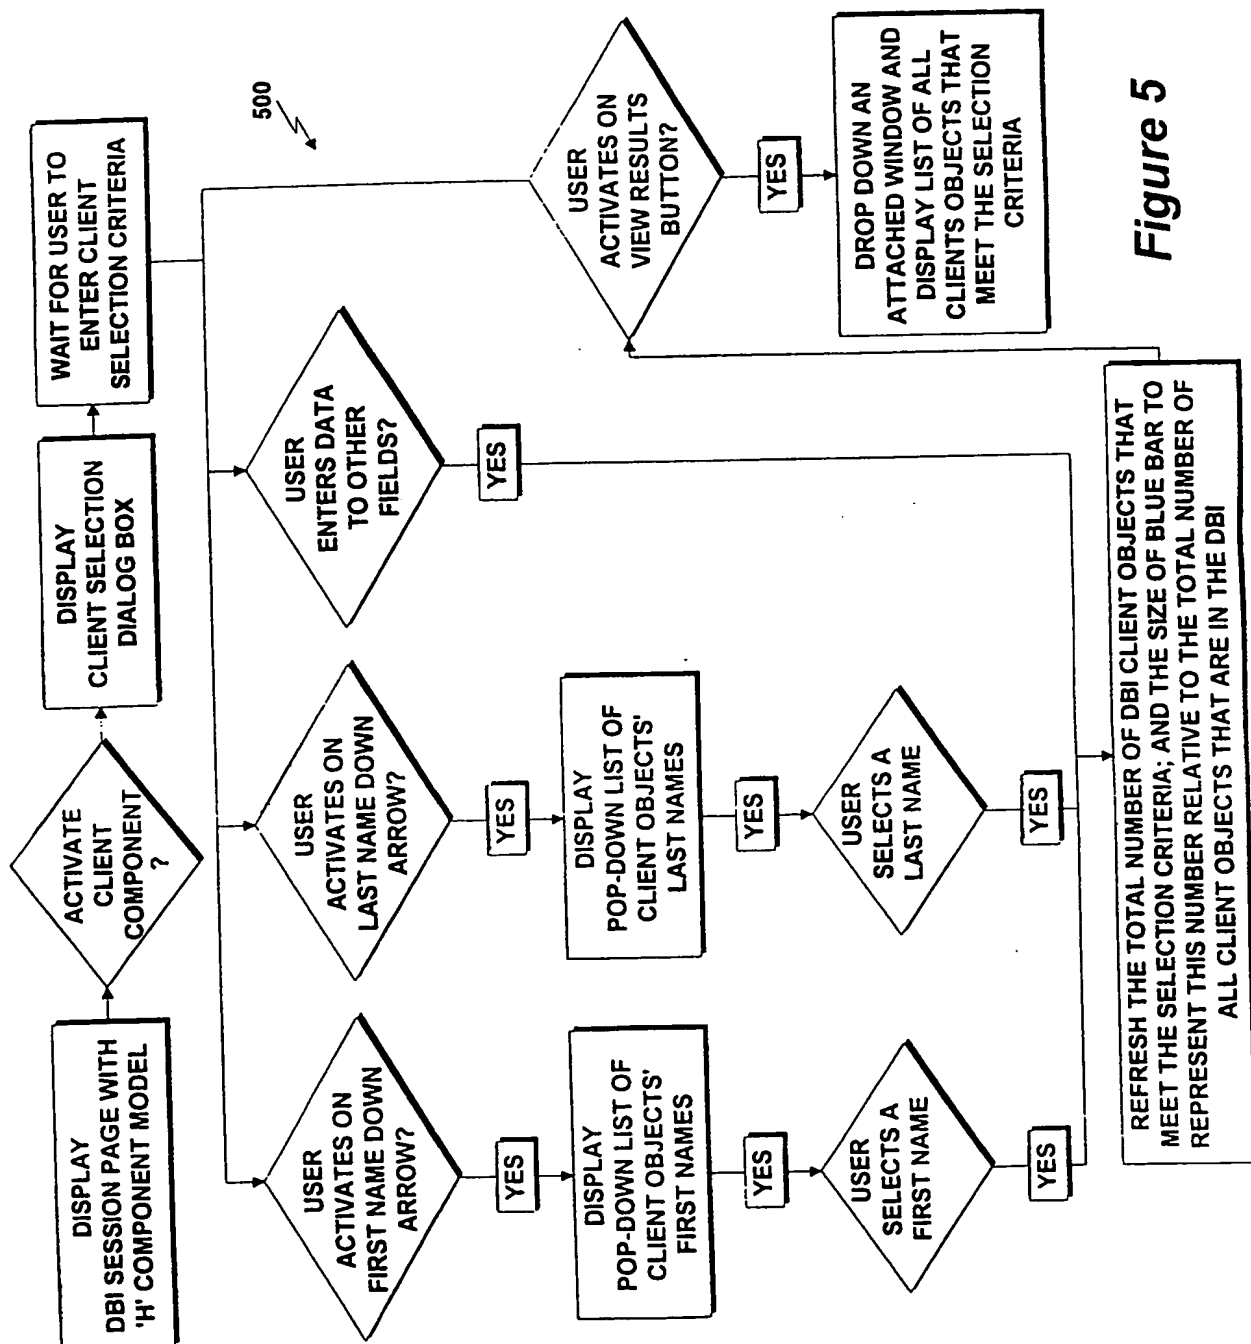 DISPLAY
DBI SESSION PAGE WITH
'H' COMPONENT MODEL
ACTIVATE
CLIENT
COMPONENT
?
DISPLAY
CLIENT SELECTION
DIALOG BOX
WAIT FOR USER TO
ENTER CLIENT
SELECTION CRITERIA
500
USER
ACTIVATES ON
FIRST NAME DOWN
ARROW?
YES
DISPLAY
POP-DOWN LIST OF
CLIENT OBJECTS'
FIRST NAMES
YES
USER
SELECTS A
FIRST NAME
YES
USER
ACTIVATES ON
LAST NAME DOWN
ARROW?
YES
DISPLAY
POP-DOWN LIST OF
CLIENT OBJECTS'
LAST NAMES
YES
USER
SELECTS A
LAST NAME
YES
USER
ENTERS DATA
TO OTHER
FIELDS?
YES
USER
ACTIVATES ON
VIEW RESULTS
BUTTON?
YES
DROP DOWN AN
ATTACHED WINDOW AND
DISPLAY LIST OF ALL
CLIENTS OBJECTS THAT
MEET THE SELECTION
CRITERIA
REFRESH THE TOTAL NUMBER OF DBI CLIENT OBJECTS THAT
MEET THE SELECTION CRITERIA; AND THE SIZE OF BLUE BAR TO
REPRESENT THIS NUMBER RELATIVE TO THE TOTAL NUMBER OF
ALL CLIENT OBJECTS THAT ARE IN THE DBI
Figure 5